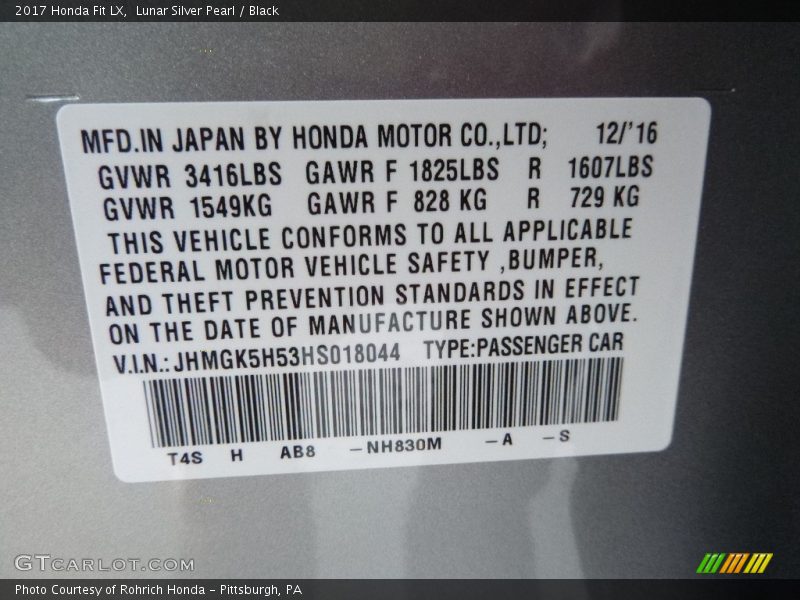 2017 Honda Fit LX,  Lunar Silver Pearl / Black
MFD.IN JAPAN BY HONDA MOTOR CO.,LTD; 12/'16
GVWR 3416LBS GAWR F 1825LBS R 1607LBS
GVWR 1549KG GAWR F 828 KG R 729 KG
THIS VEHICLE CONFORMS TO ALL APPLICABLE
FEDERAL MOTOR VEHICLE SAFETY ,BUMPER,
AND THEFT PREVENTION STANDARDS IN EFFECT
ON THE DATE OF MANUFACTURE SHOWN ABOVE.
V.I.N.: JHMGK5H53HS018044 TYPE:PASSENGER CAR
T4S H AB8 –NH830M –A –S
GTCARLOT.COM
Photo Courtesy of Rohrich Honda – Pittsburgh, PA